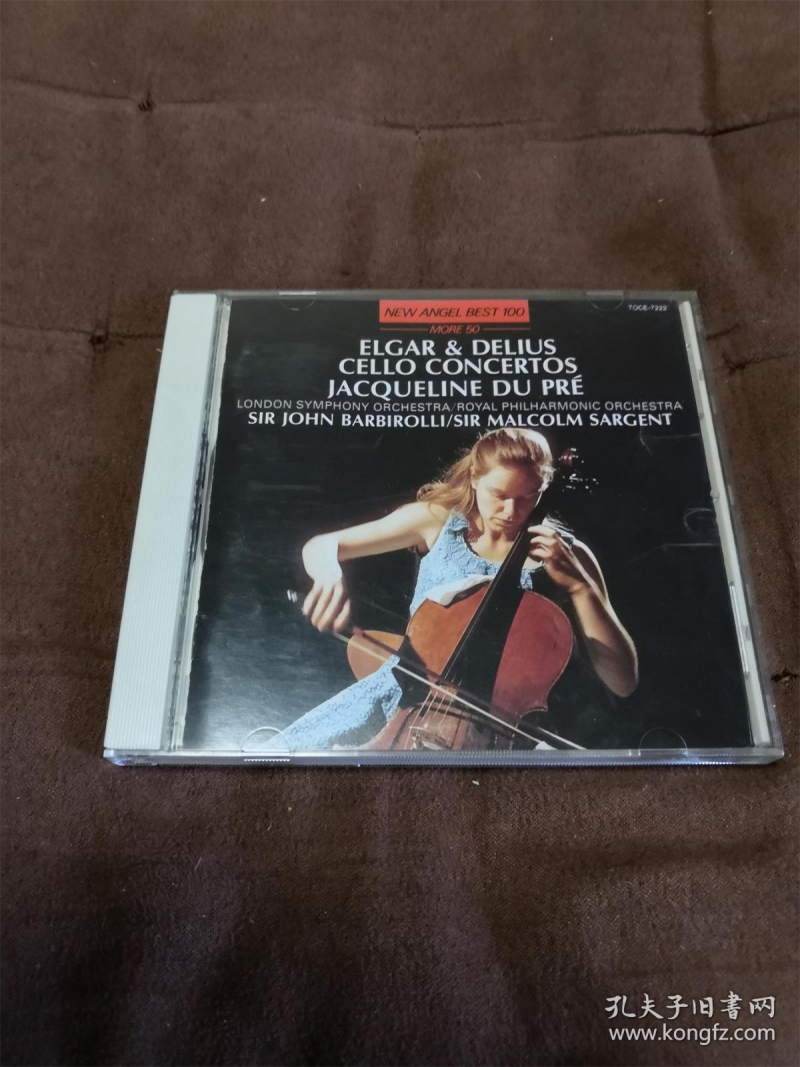 NEW ANGEL BEST 100
TOCE-7222
MORE 50
ELGAR & DELIUS
CELLO CONCERTOS
JACQUELINE DU PRÉ
LONDON SYMPHONY ORCHESTRA/ROYAL PHILHARMONIC ORCHESTRA
SIR JOHN BARBIROLLI/SIR MALCOLM SARGENT
孔夫子旧書网
www.kongfz.com